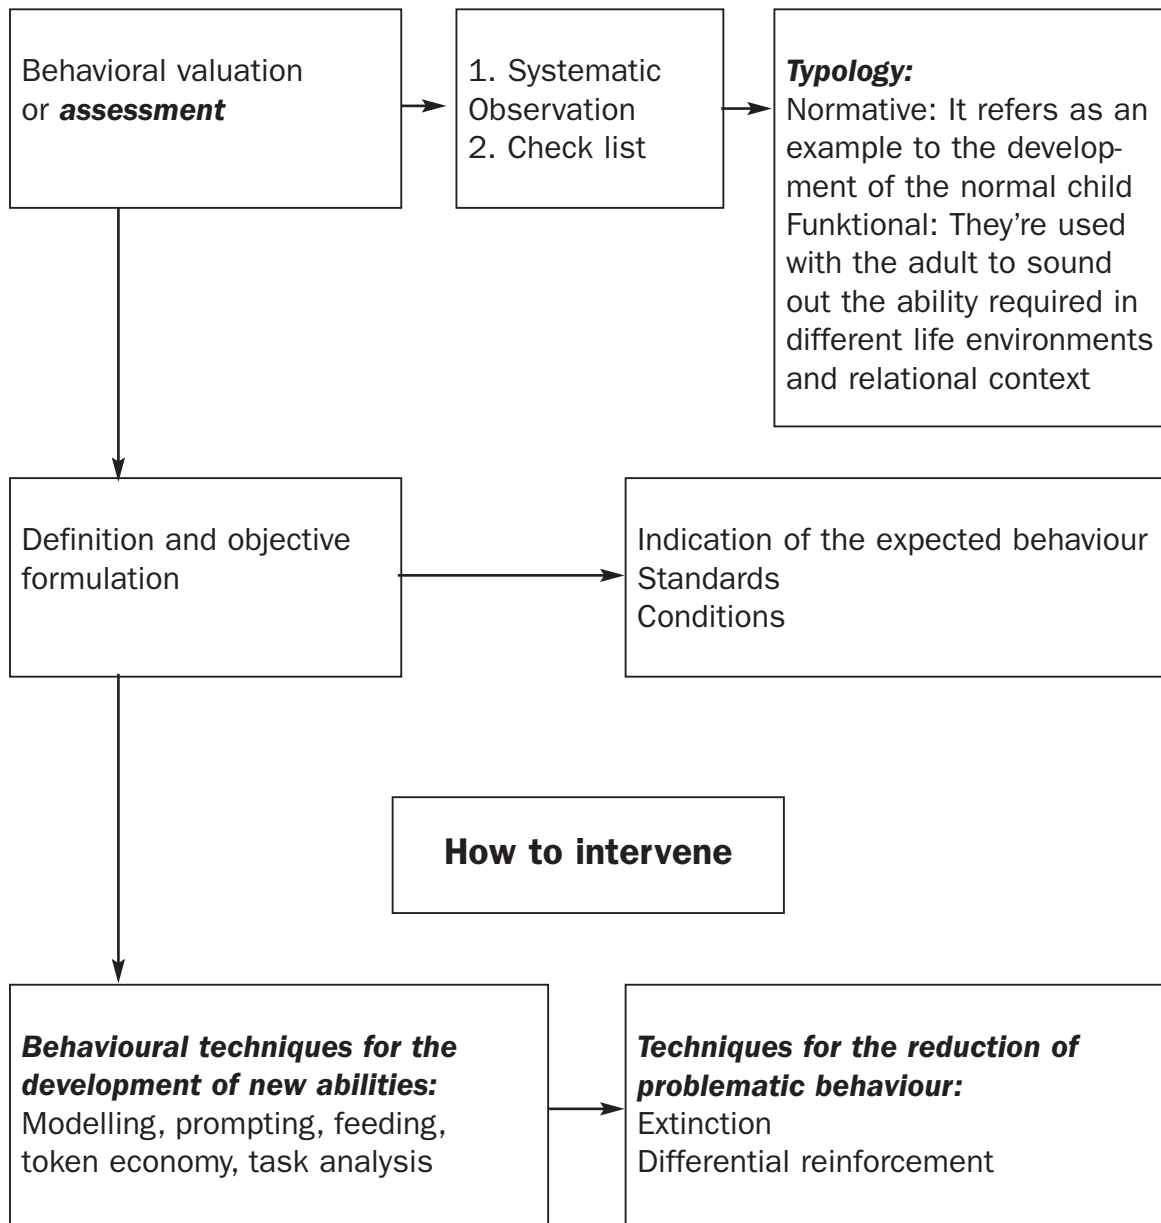 Behavioral valuation
or assessment
1. Systematic
Observation
2. Check list
Typology:
Normative: It refers as an
example to the develop-
ment of the normal child
Funktional: They're used
with the adult to sound
out the ability required in
different life environments
and relational context
Definition and objective
formulation
Indication of the expected behaviour
Standards
Conditions
How to intervene
Behavioural techniques for the
development of new abilities:
Modelling, prompting, feeding,
token economy, task analysis
Techniques for the reduction of
problematic behaviour:
Extinction
Differential reinforcement